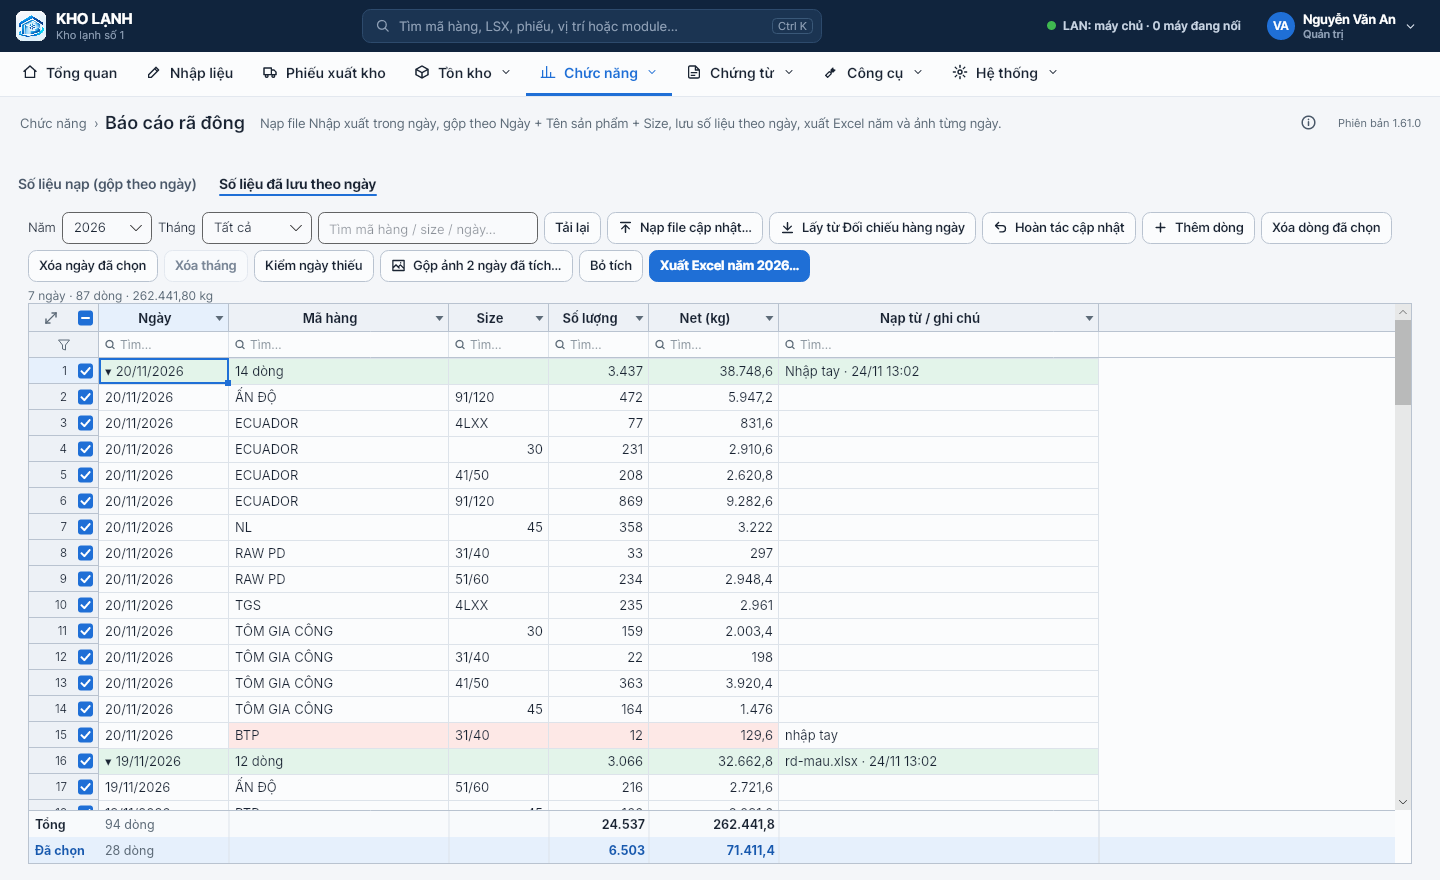 KHO LẠNH
Kho lạnh số 1
Tìm mã hàng, LSX, phiếu, vị trí hoặc module... Ctrl K
LAN: máy chủ · 0 máy đang nối
VA Nguyễn Văn An
Quản trị
Tổng quan Nhập liệu Phiếu xuất kho Tồn kho Chức năng Chứng từ Công cụ Hệ thống
Chức năng › Báo cáo rã đông Nạp file Nhập xuất trong ngày, gộp theo Ngày + Tên sản phẩm + Size, lưu số liệu theo ngày, xuất Excel năm và ảnh từng ngày. Phiên bản 1.61.0
Số liệu nạp (gộp theo ngày) Số liệu đã lưu theo ngày
Năm 2026 Tháng Tất cả Tìm mã hàng / size / ngày... Tải lại Nạp file cập nhật... Lấy từ Đối chiếu hàng ngày Hoàn tác cập nhật Thêm dòng Xóa dòng đã chọn
Xóa ngày đã chọn Xóa tháng Kiểm ngày thiếu Gộp ảnh 2 ngày đã tích... Bỏ tích Xuất Excel năm 2026...
7 ngày · 87 dòng · 262.441,80 kg
Ngày Mã hàng Size Số lượng Net (kg) Nạp từ / ghi chú
Tìm... Tìm... Tìm... Tìm... Tìm... Tìm...
1 ▾ 20/11/2026 14 dòng 3.437 38.748,6 Nhập tay · 24/11 13:02
2 20/11/2026 ẤN ĐỘ 91/120 472 5.947,2
3 20/11/2026 ECUADOR 4LXX 77 831,6
4 20/11/2026 ECUADOR 30 231 2.910,6
5 20/11/2026 ECUADOR 41/50 208 2.620,8
6 20/11/2026 ECUADOR 91/120 869 9.282,6
7 20/11/2026 NL 45 358 3.222
8 20/11/2026 RAW PD 31/40 33 297
9 20/11/2026 RAW PD 51/60 234 2.948,4
10 20/11/2026 TGS 4LXX 235 2.961
11 20/11/2026 TÔM GIA CÔNG 30 159 2.003,4
12 20/11/2026 TÔM GIA CÔNG 31/40 22 198
13 20/11/2026 TÔM GIA CÔNG 41/50 363 3.920,4
14 20/11/2026 TÔM GIA CÔNG 45 164 1.476
15 20/11/2026 BTP 31/40 12 129,6 nhập tay
16 ▾ 19/11/2026 12 dòng 3.066 32.662,8 rd-mau.xlsx · 24/11 13:02
17 19/11/2026 ẤN ĐỘ 51/60 216 2.721,6
Tổng 94 dòng 24.537 262.441,8
Đã chọn 28 dòng 6.503 71.411,4